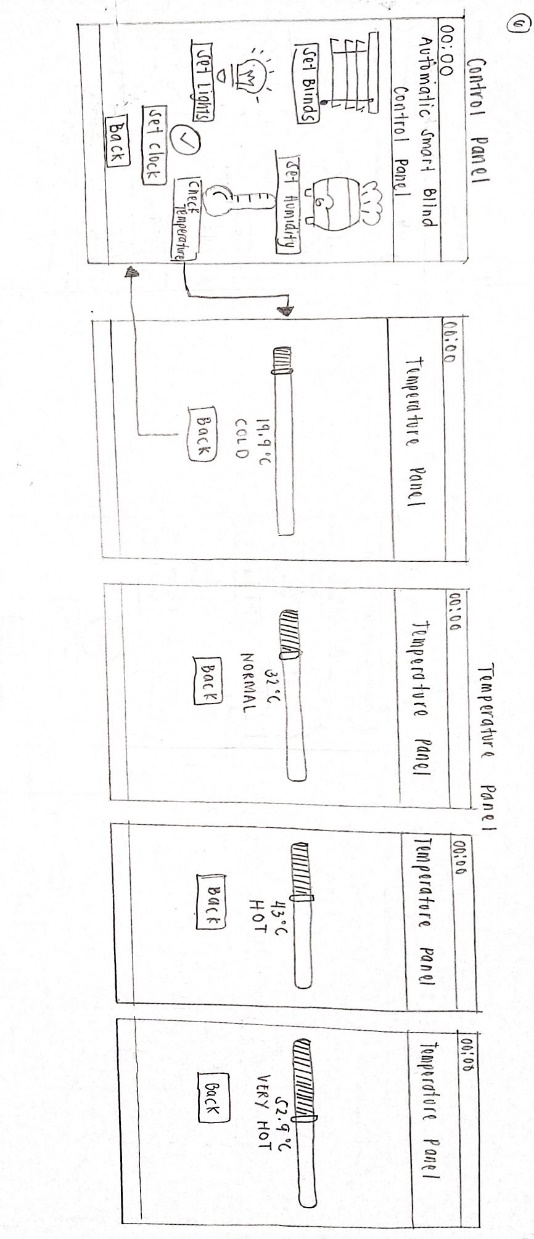 6
Control Panel
00:00
Automatic Smart Blind
Control Panel
Set Blinds
Set Humidity
Set Lights
Check
Temperature
Set Clock
Back
Temperature Panel
00:00
Temperature Panel
19.9°C
COLD
Back
00:00
Temperature Panel
32°C
NORMAL
Back
00:00
Temperature Panel
43°C
HOT
Back
00:00
Temperature Panel
52.9°C
VERY HOT
Back